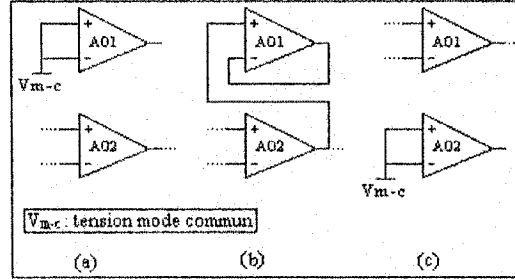 + AO1 −
Vm-c
+ AO2 −
+ AO1 −
+ AO2 −
+ AO1 −
+ AO2 −
Vm-c
Vm-c : tension mode commun
(a) (b) (c)